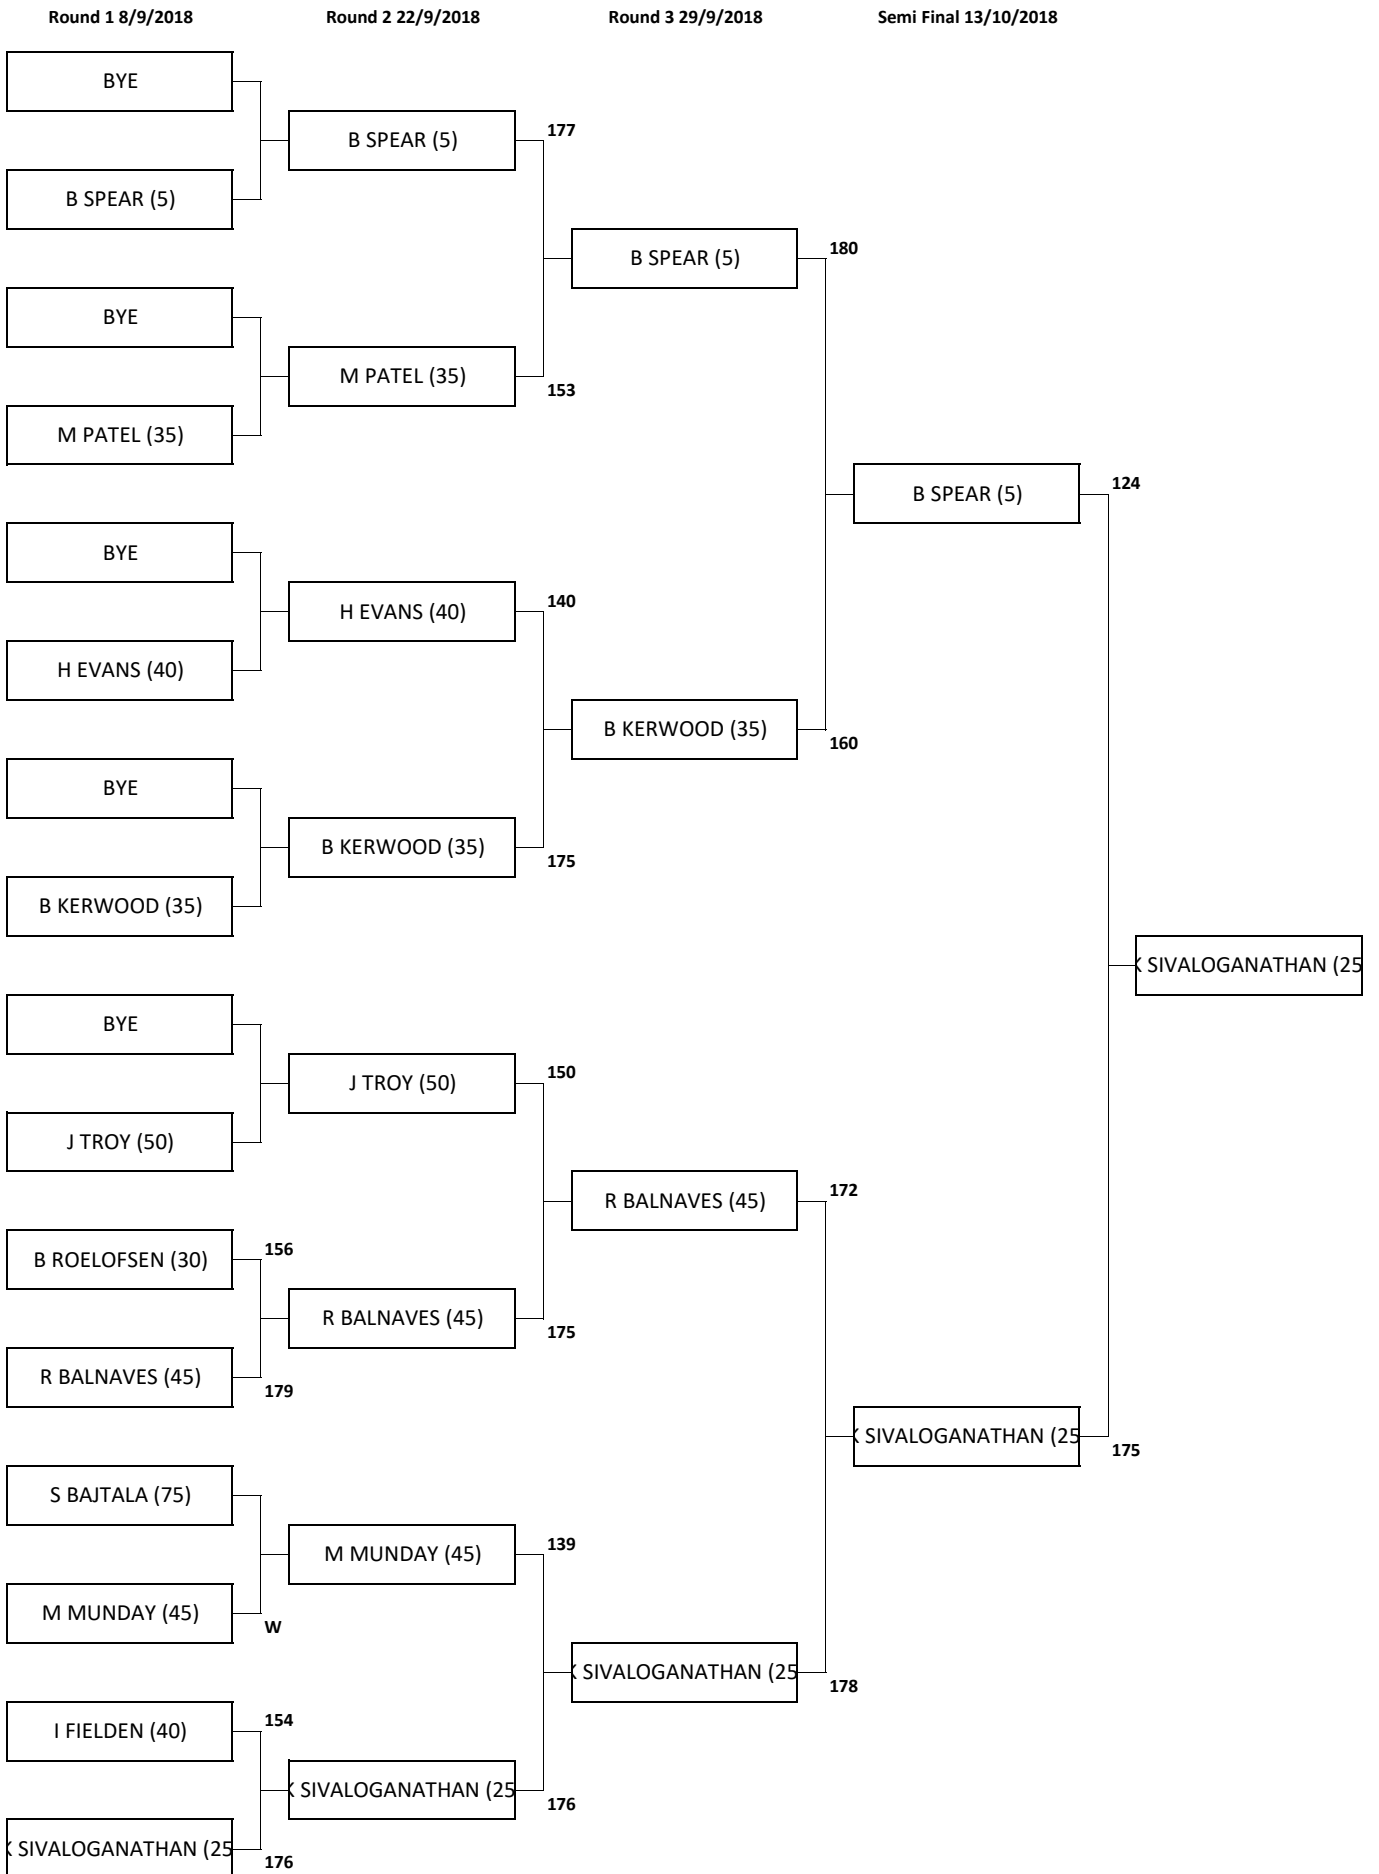 Round 1 8/9/2018 Round 2 22/9/2018 Round 3 29/9/2018 Semi Final 13/10/2018
BYE
B SPEAR (5) 177
B SPEAR (5)
B SPEAR (5) 180
BYE
M PATEL (35) 153
M PATEL (35)
B SPEAR (5) 124
BYE
H EVANS (40) 140
H EVANS (40)
B KERWOOD (35) 160
BYE
B KERWOOD (35) 175
B KERWOOD (35)
K SIVALOGANATHAN (25
BYE
J TROY (50) 150
J TROY (50)
R BALNAVES (45) 172
B ROELOFSEN (30) 156
R BALNAVES (45) 175
R BALNAVES (45) 179
K SIVALOGANATHAN (25 175
S BAJTALA (75)
M MUNDAY (45) 139
M MUNDAY (45) W
K SIVALOGANATHAN (25 178
I FIELDEN (40) 154
K SIVALOGANATHAN (25 176
K SIVALOGANATHAN (25 176